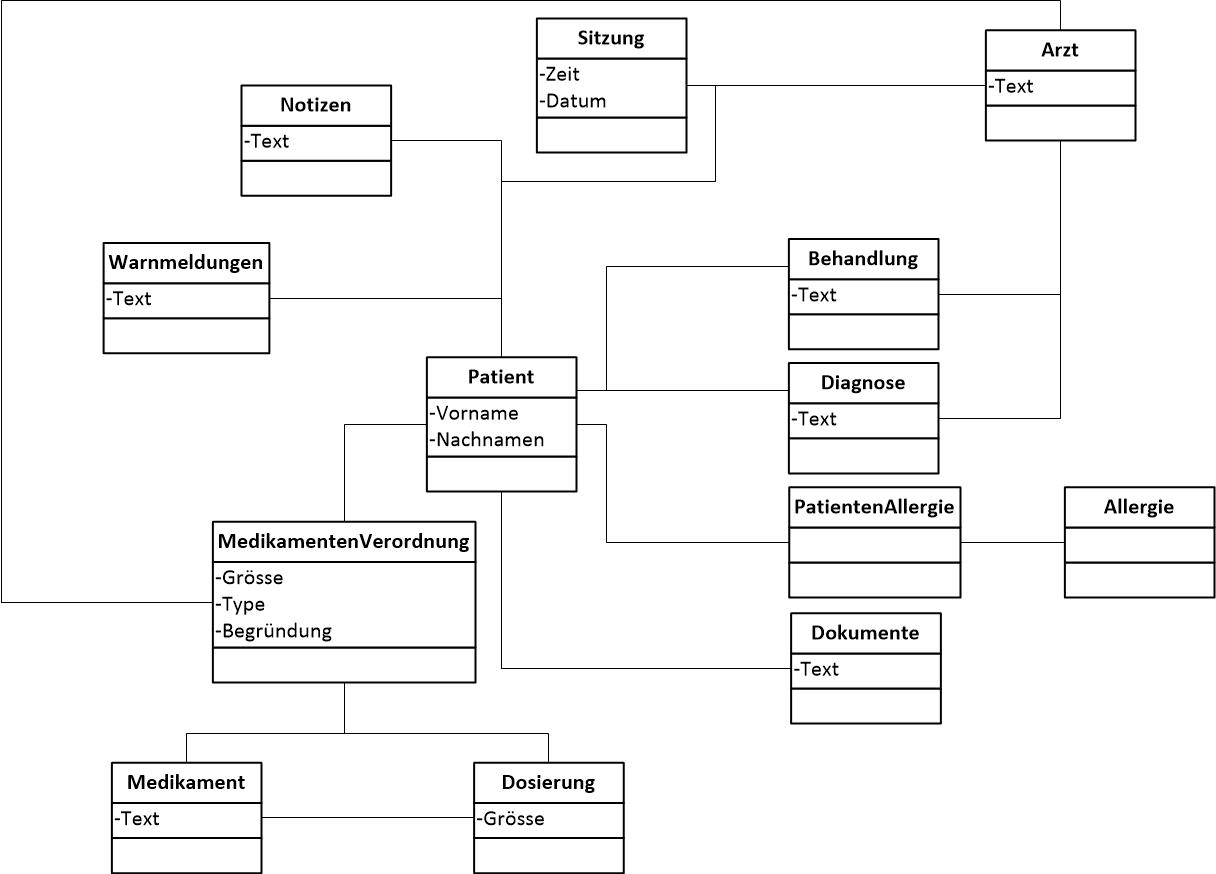 Sitzung
-Zeit
-Datum
Arzt
-Text
Notizen
-Text
Warnmeldungen
-Text
Behandlung
-Text
Patient
-Vorname
-Nachnamen
Diagnose
-Text
PatientenAllergie
Allergie
MedikamentenVerordnung
-Grösse
-Type
-Begründung
Dokumente
-Text
Medikament
-Text
Dosierung
-Grösse